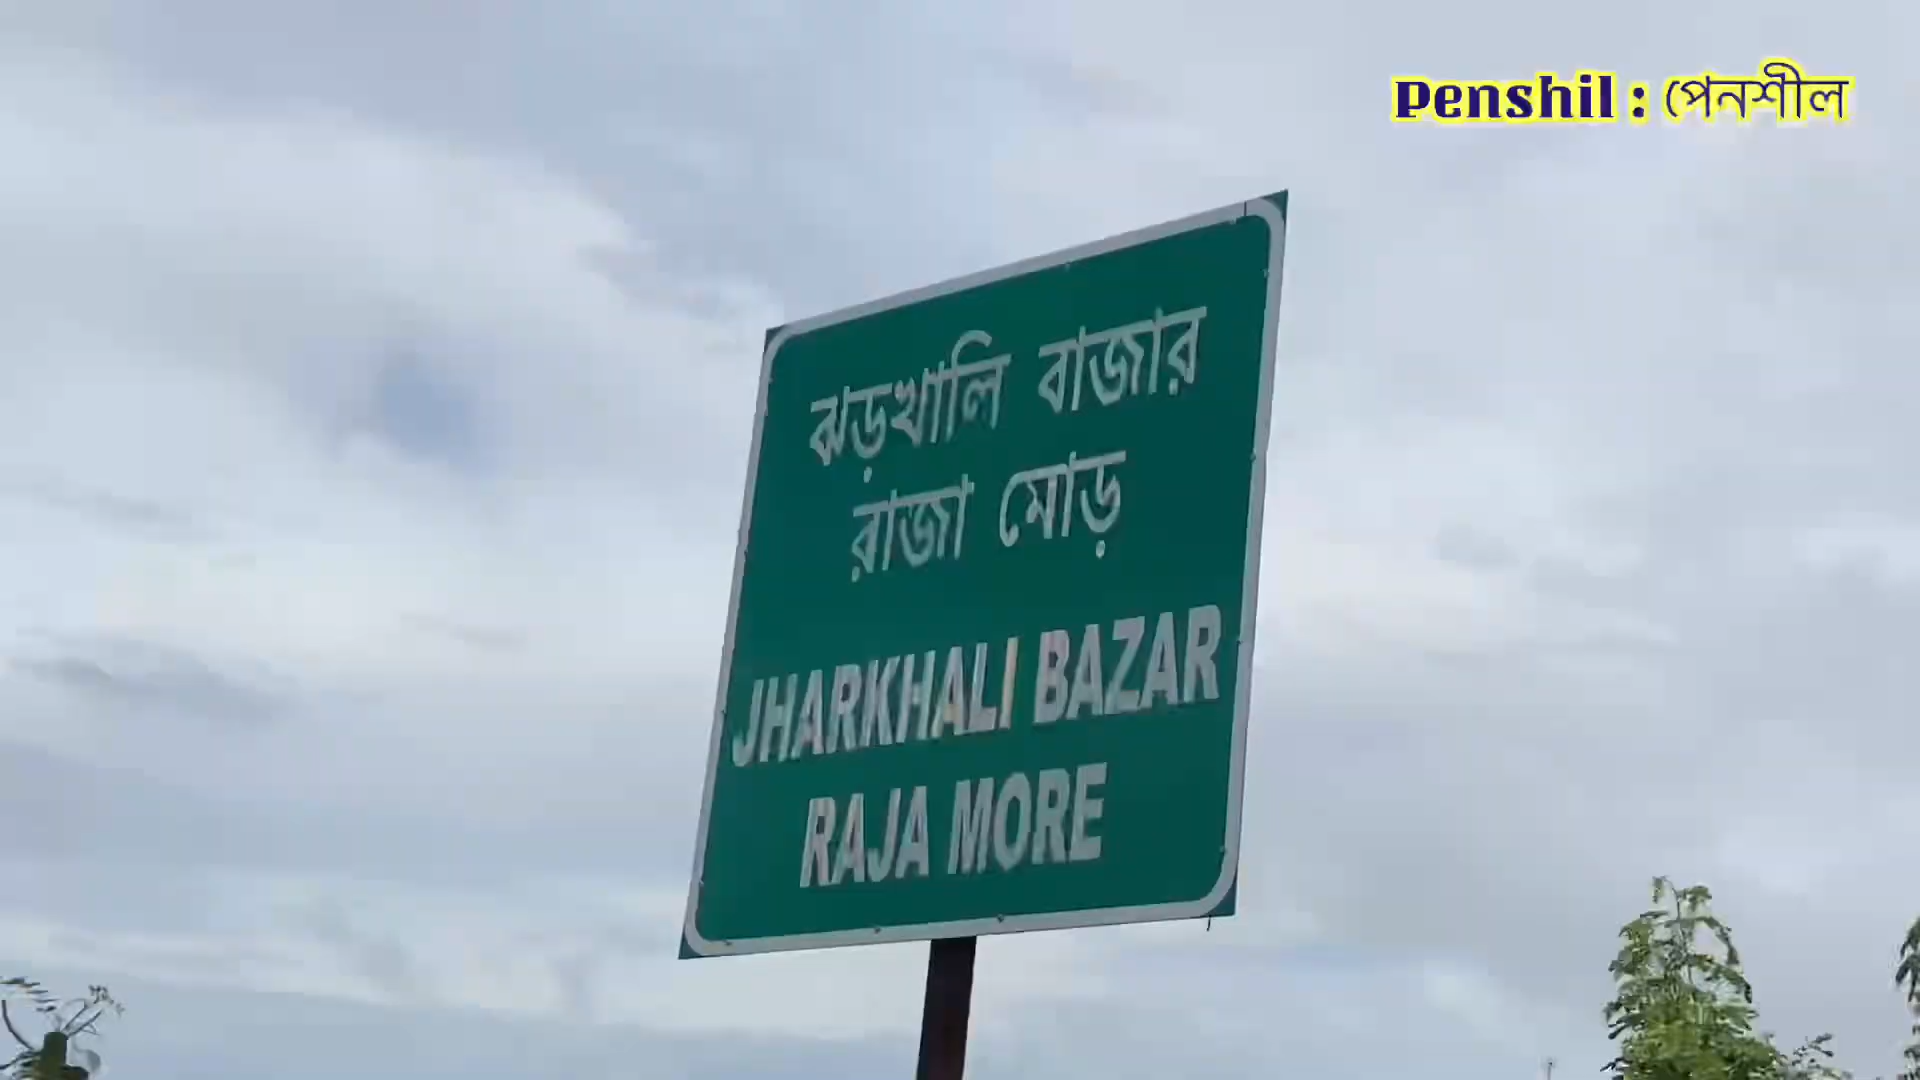 Penshil : পেনশীল
ঝড়খালি বাজার
রাজা মোড়
JHARKHALI BAZAR
RAJA MORE